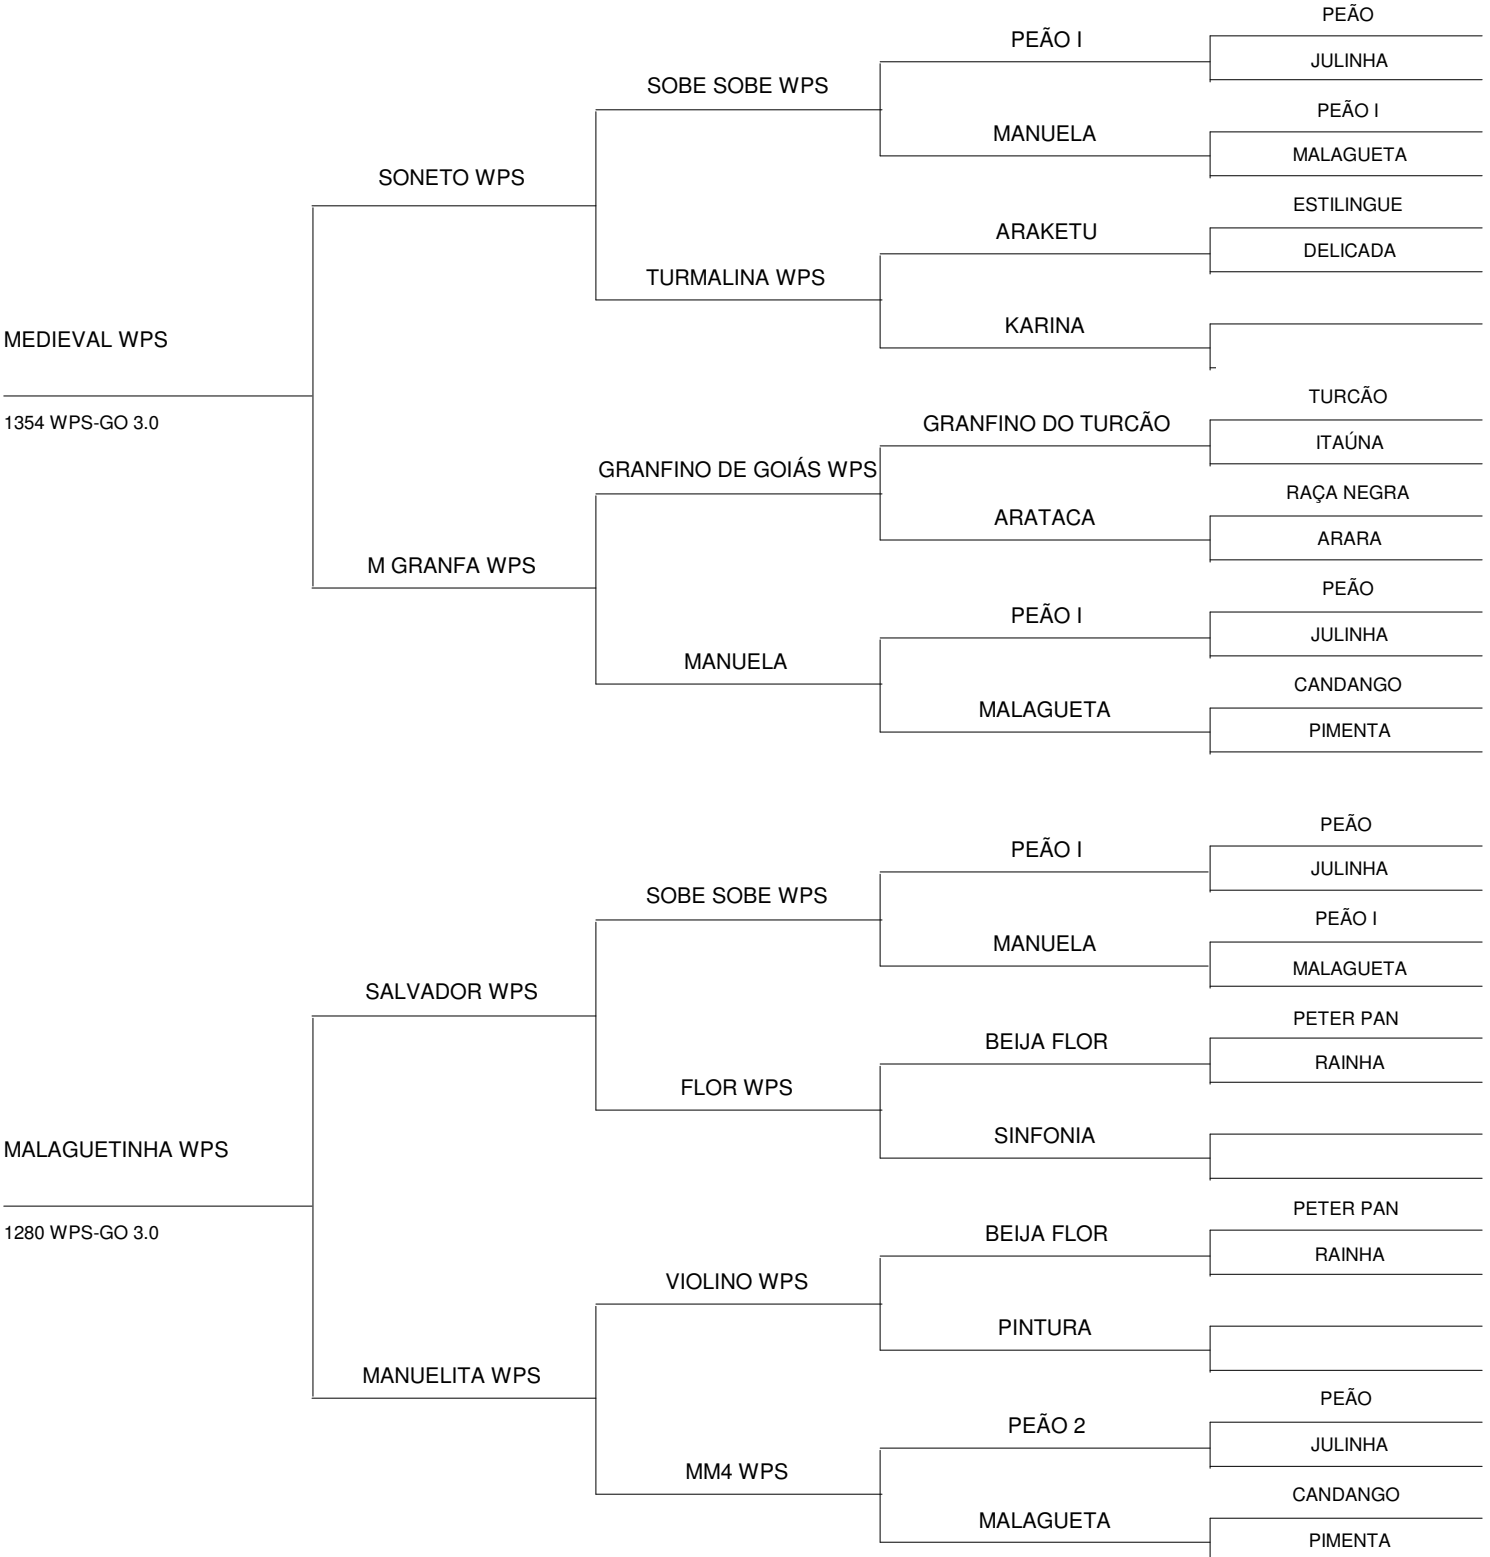 PEÃO
PEÃO I
JULINHA
SOBE SOBE WPS
PEÃO I
MANUELA
MALAGUETA
SONETO WPS
ESTILINGUE
ARAKETU
DELICADA
TURMALINA WPS
KARINA
MEDIEVAL WPS
TURCÃO
1354 WPS-GO 3.0
GRANFINO DO TURCÃO
ITAÚNA
GRANFINO DE GOIÁS WPS
RAÇA NEGRA
ARATACA
ARARA
M GRANFA WPS
PEÃO
PEÃO I
JULINHA
MANUELA
CANDANGO
MALAGUETA
PIMENTA
PEÃO
PEÃO I
JULINHA
SOBE SOBE WPS
PEÃO I
MANUELA
MALAGUETA
SALVADOR WPS
PETER PAN
BEIJA FLOR
RAINHA
FLOR WPS
SINFONIA
MALAGUETINHA WPS
PETER PAN
1280 WPS-GO 3.0
BEIJA FLOR
RAINHA
VIOLINO WPS
PINTURA
MANUELITA WPS
PEÃO
PEÃO 2
JULINHA
MM4 WPS
CANDANGO
MALAGUETA
PIMENTA